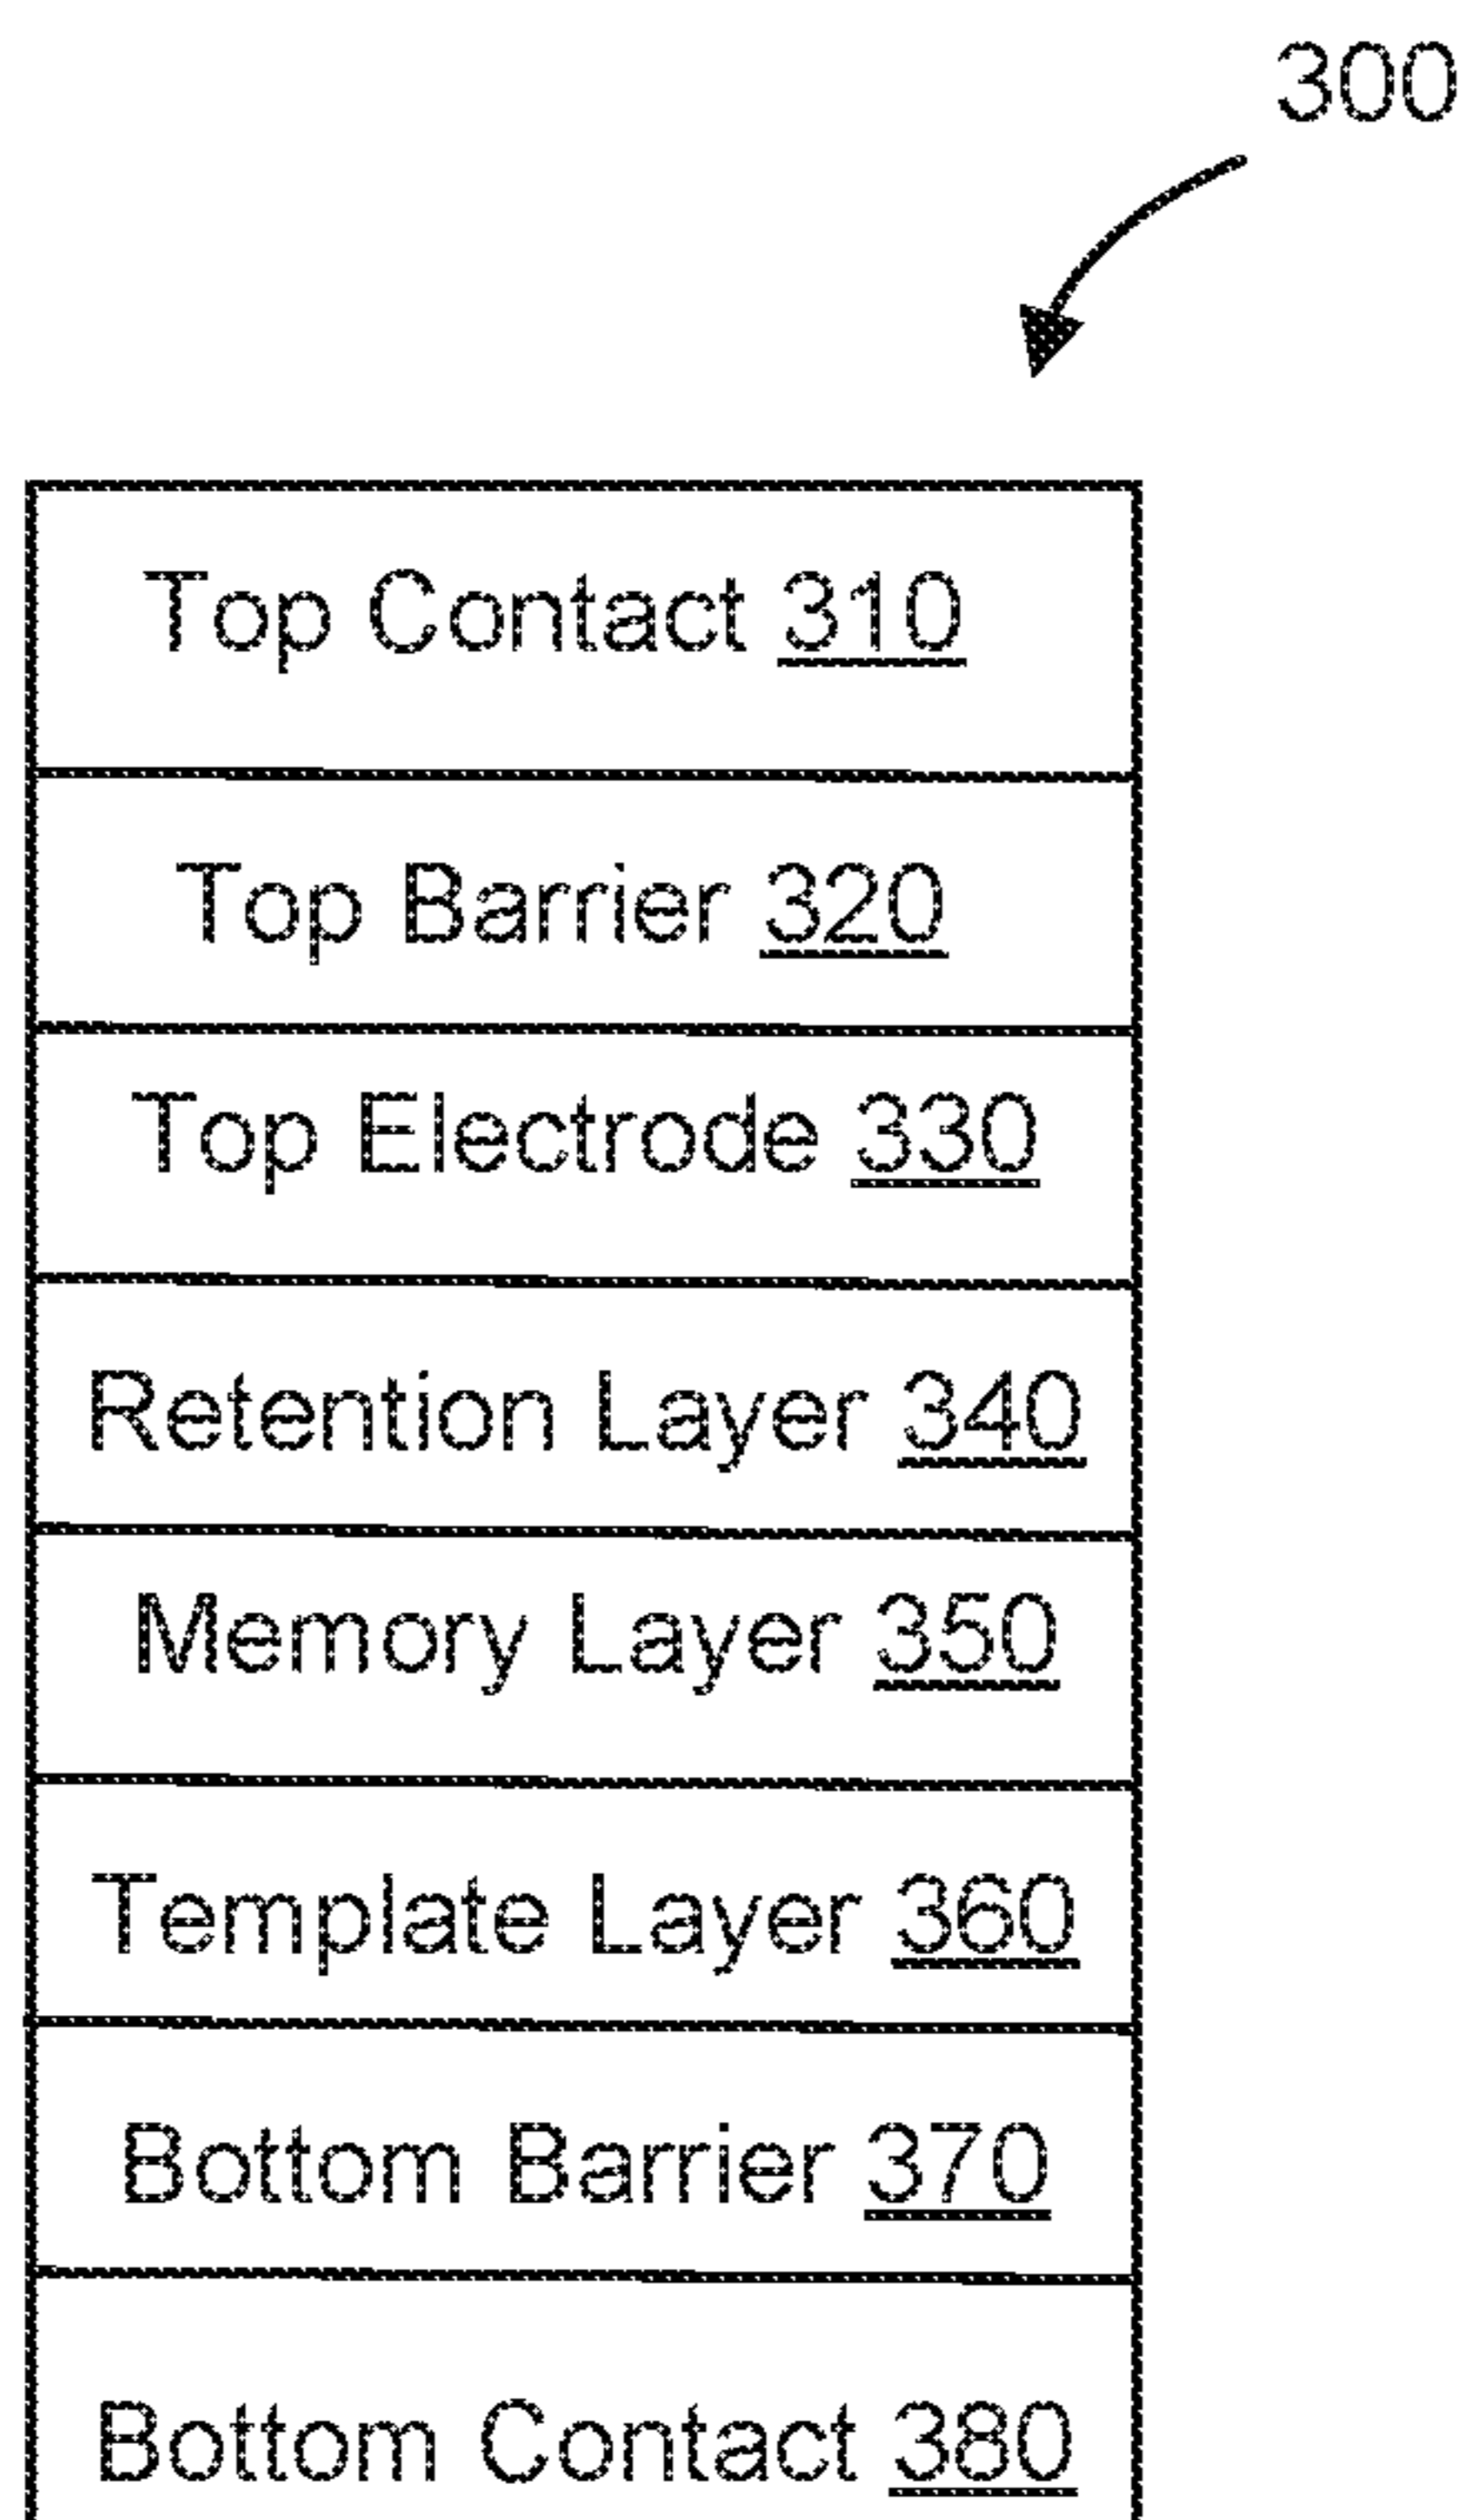 300
Top Contact 310
Top Barrier 320
Top Electrode 330
Retention Layer 340
Memory Layer 350
Template Layer 360
Bottom Barrier 370
Bottom Contact 380